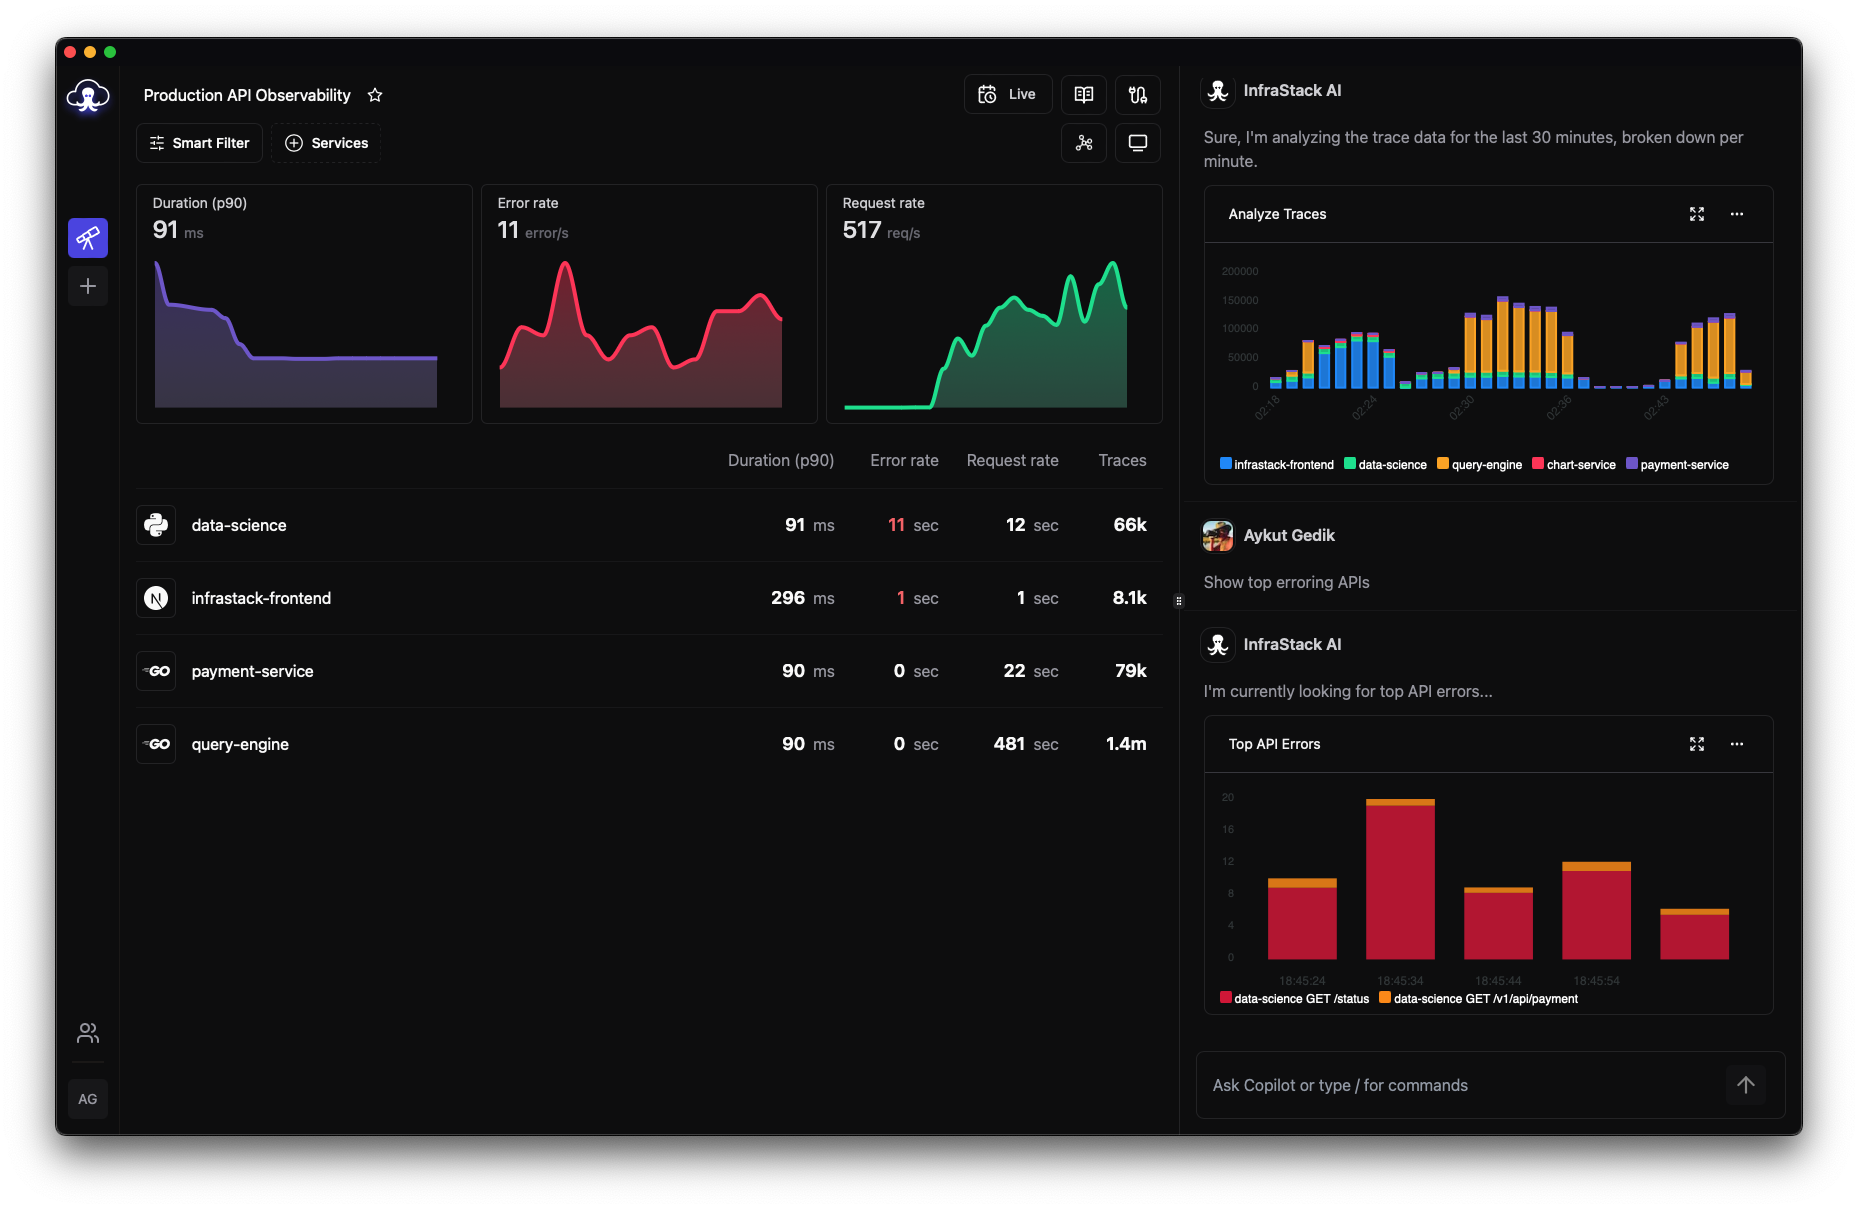 Production API Observability
Live
Smart Filter
Services
Duration (p90)
91 ms
Error rate
11 error/s
Request rate
517 req/s
Duration (p90) Error rate Request rate Traces
data-science 91 ms 11 sec 12 sec 66k
N
infrastack-frontend 296 ms 1 sec 1 sec 8.1k
GO
payment-service 90 ms 0 sec 22 sec 79k
GO
query-engine 90 ms 0 sec 481 sec 1.4m
AG
InfraStack AI
Sure, I'm analyzing the trace data for the last 30 minutes, broken down per
minute.
Analyze Traces
200000
150000
100000
50000
0
02:18 02:24 02:30 02:36 02:43
infrastack-frontend data-science query-engine chart-service payment-service
Aykut Gedik
Show top erroring APIs
InfraStack AI
I'm currently looking for top API errors...
Top API Errors
20
16
12
8
4
0
18:45:24 18:45:34 18:45:44 18:45:54
data-science GET /status data-science GET /v1/api/payment
Ask Copilot or type / for commands